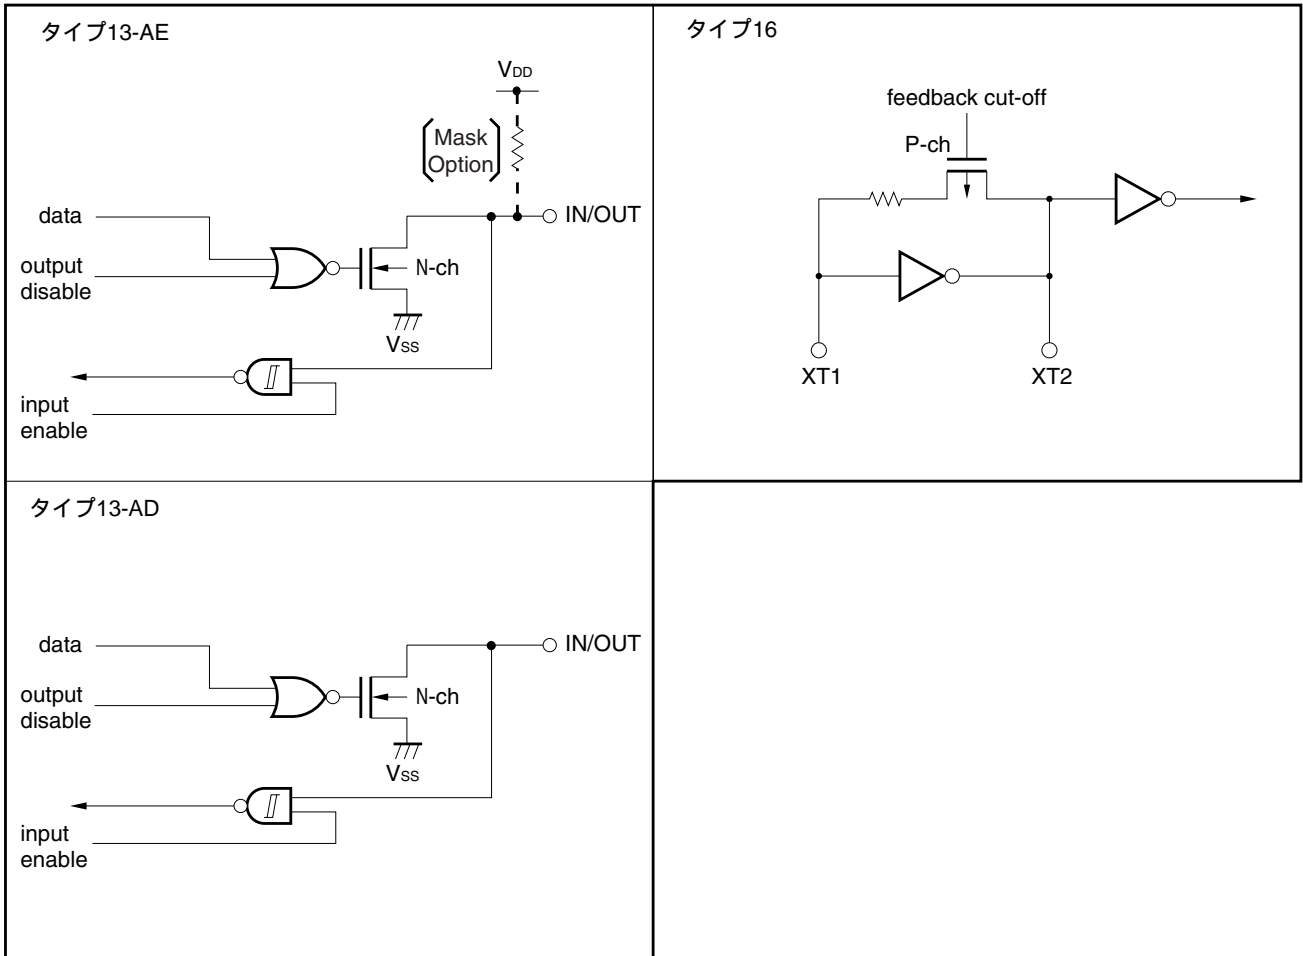 タイプ13-AE
VDD
Mask
Option
data
IN/OUT
output
disable
N-ch
VSS
input
enable
タイプ16
feedback cut-off
P-ch
XT1
XT2
タイプ13-AD
data
IN/OUT
output
disable
N-ch
VSS
input
enable